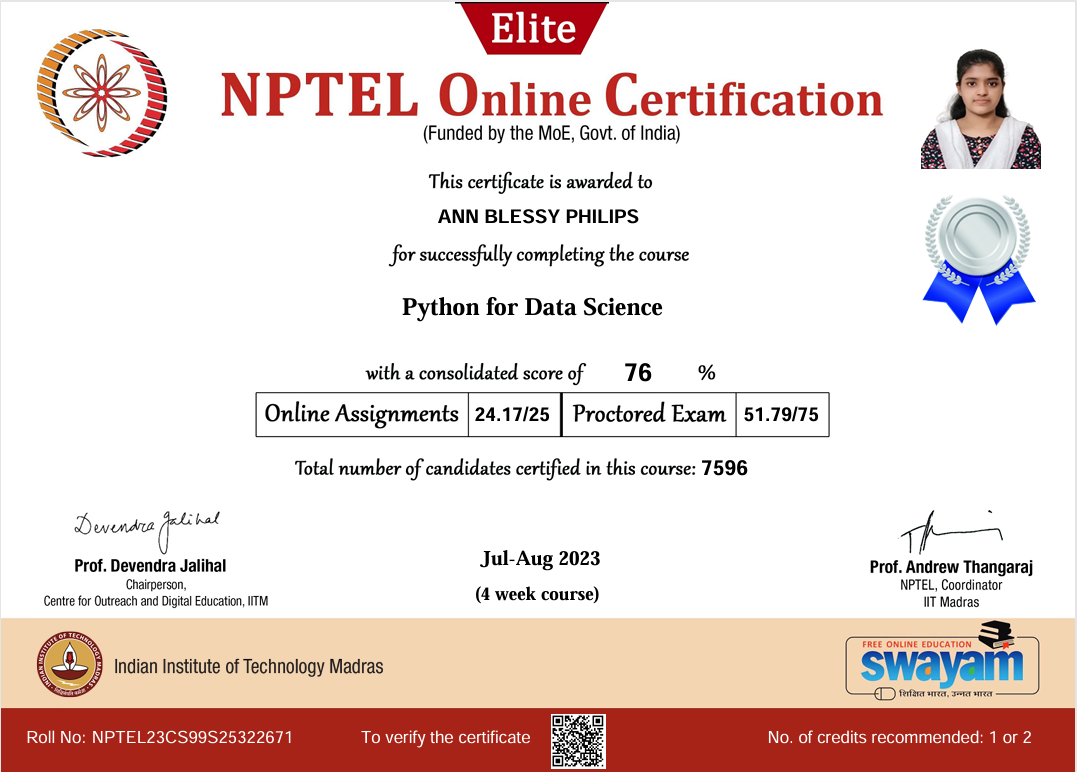 Elite
NPTEL Online Certification
(Funded by the MoE, Govt. of India)
This certificate is awarded to
ANN BLESSY PHILIPS
for successfully completing the course
Python for Data Science
with a consolidated score of 76 %
Online Assignments 24.17/25 Proctored Exam 51.79/75
Total number of candidates certified in this course: 7596
Devendra Jalihal
Prof. Devendra Jalihal
Chairperson,
Centre for Outreach and Digital Education, IITM
Jul-Aug 2023
(4 week course)
Prof. Andrew Thangaraj
NPTEL, Coordinator
IIT Madras
INDIAN INSTITUTE OF TECHNOLOGY MADRAS
Indian Institute of Technology Madras
FREE ONLINE EDUCATION
swayam
शिक्षित भारत, उन्नत भारत
Roll No: NPTEL23CS99S25322671
To verify the certificate
No. of credits recommended: 1 or 2